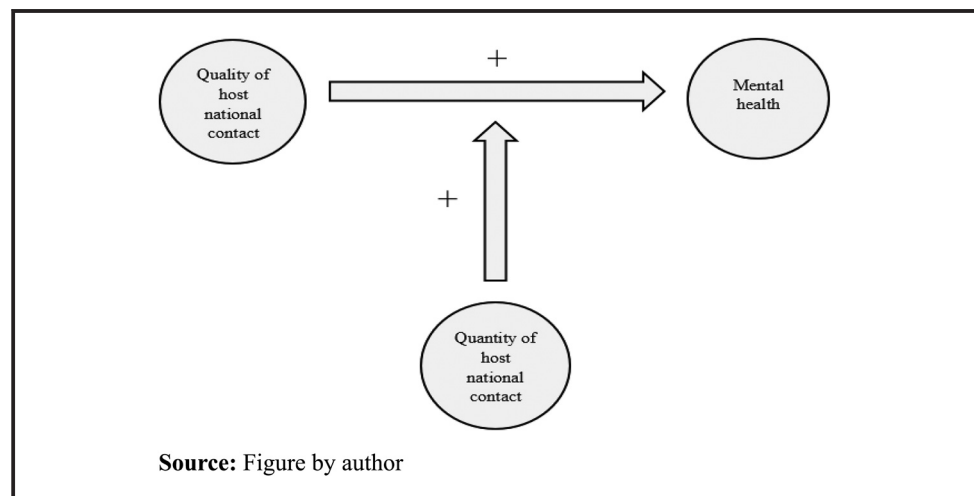 Quality of
host
national
contact
+
Mental
health
+
Quantity of
host
national
contact
Source: Figure by author